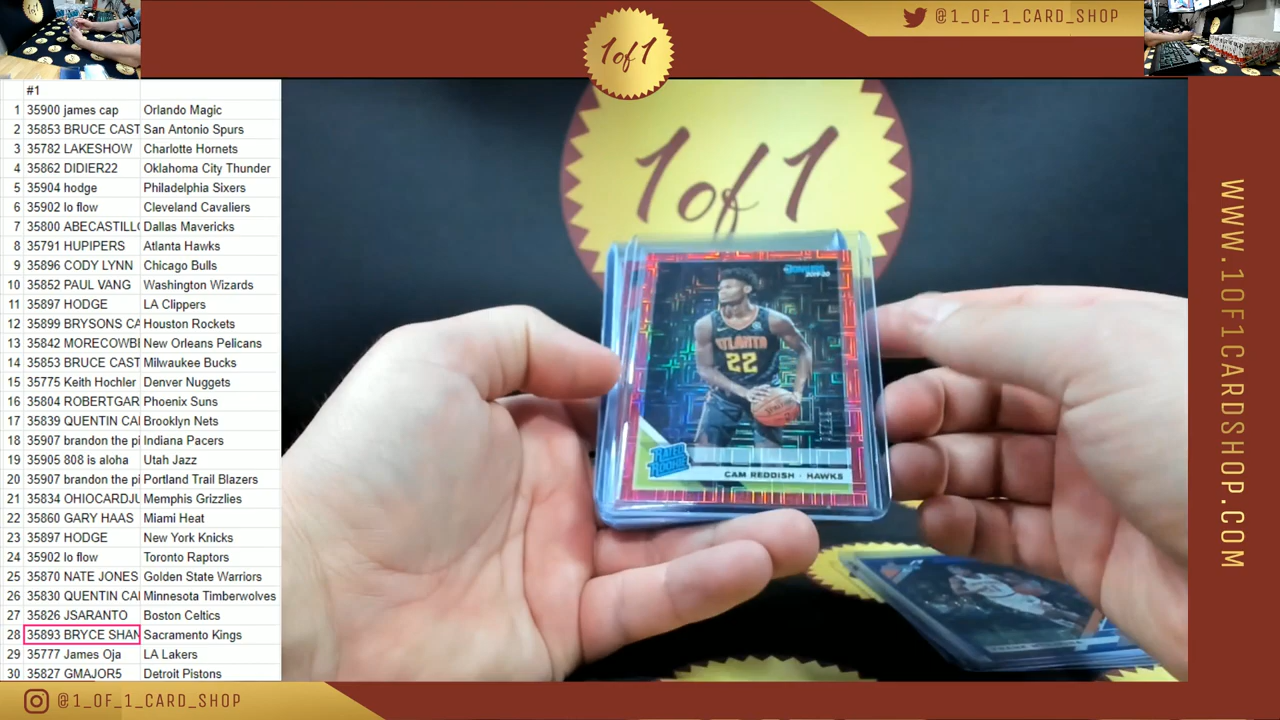 1of1
@1_OF_1_CARD_SHOP
#1
1 35900 james cap Orlando Magic
2 35853 BRUCE CAST San Antonio Spurs
3 35782 LAKESHOW Charlotte Hornets
4 35862 DIDIER22 Oklahoma City Thunder
5 35904 hodge Philadelphia Sixers
6 35902 lo flow Cleveland Cavaliers
7 35800 ABECASTILLO Dallas Mavericks
8 35791 HUPIPERS Atlanta Hawks
9 35896 CODY LYNN Chicago Bulls
10 35852 PAUL VANG Washington Wizards
11 35897 HODGE LA Clippers
12 35899 BRYSONS CA Houston Rockets
13 35842 MORECOWBE New Orleans Pelicans
14 35853 BRUCE CAST Milwaukee Bucks
15 35775 Keith Hochler Denver Nuggets
16 35804 ROBERTGAR Phoenix Suns
17 35839 QUENTIN CA Brooklyn Nets
18 35907 brandon the pi Indiana Pacers
19 35905 808 is aloha Utah Jazz
20 35907 brandon the pi Portland Trail Blazers
21 35834 OHIOCARDJU Memphis Grizzlies
22 35860 GARY HAAS Miami Heat
23 35897 HODGE New York Knicks
24 35902 lo flow Toronto Raptors
25 35870 NATE JONES Golden State Warriors
26 35830 QUENTIN CA Minnesota Timberwolves
27 35826 JSARANTO Boston Celtics
28 35893 BRYCE SHAN Sacramento Kings
29 35777 James Oja LA Lakers
30 35827 GMAJOR5 Detroit Pistons
1of1
DONRUSS
2019-20
ATLANTA
22
RATED ROOKIE
CAM REDDISH - HAWKS
WWW.1OF1CARDSHOP.COM
@1_OF_1_CARD_SHOP